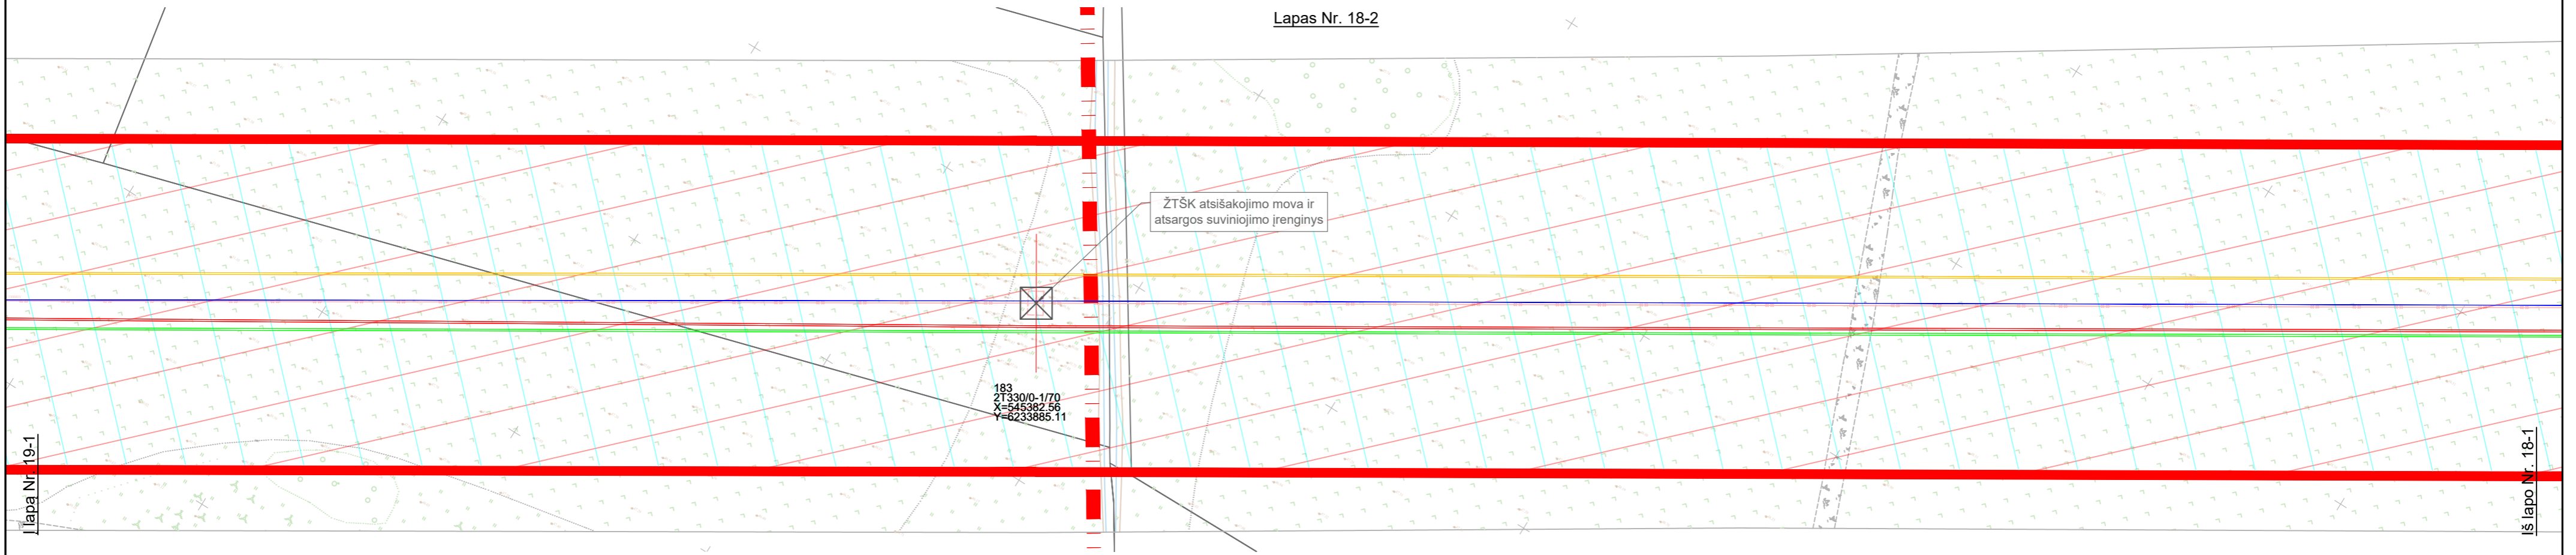 Lapas Nr. 18-2
ŽTŠK atsišakojimo mova ir
atsargos suviniojimo įrenginys
183
2T330/0-1/70
X=545382.56
Y=6233885.11
Į lapą Nr. 19-1
Iš lapo Nr. 18-1